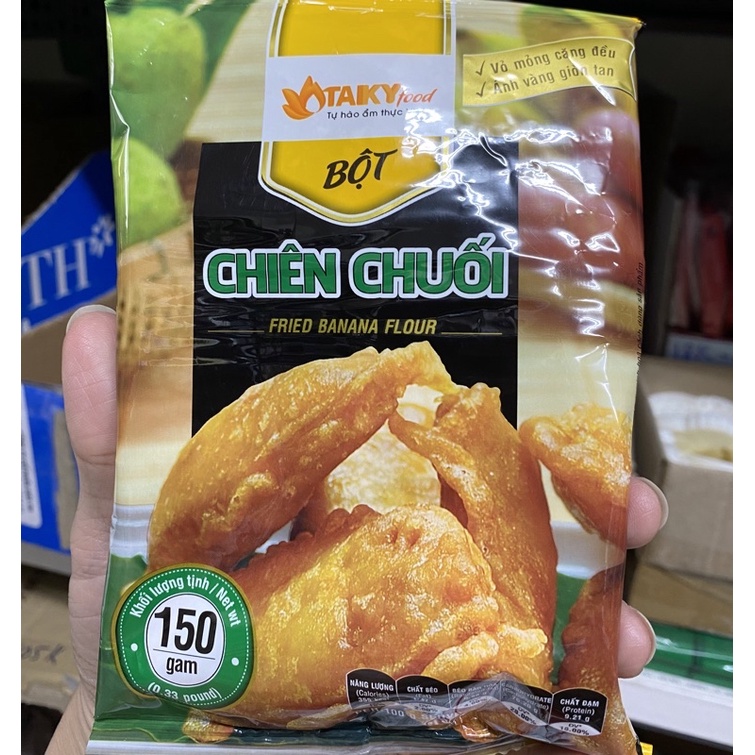 TAKYfood
Tự hào ẩm thực
✓ Vỏ mỏng căng đều
✓ Ánh vàng giòn tan
BỘT
CHIÊN CHUỐI
FRIED BANANA FLOUR
TH
Khối lượng tịnh / Net wt
150
gam
(0.33 pound)
NĂNG LƯỢNG
(Calories)
CHẤT BÉO
CHẤT ĐẠM
(Protein)
9.21 g